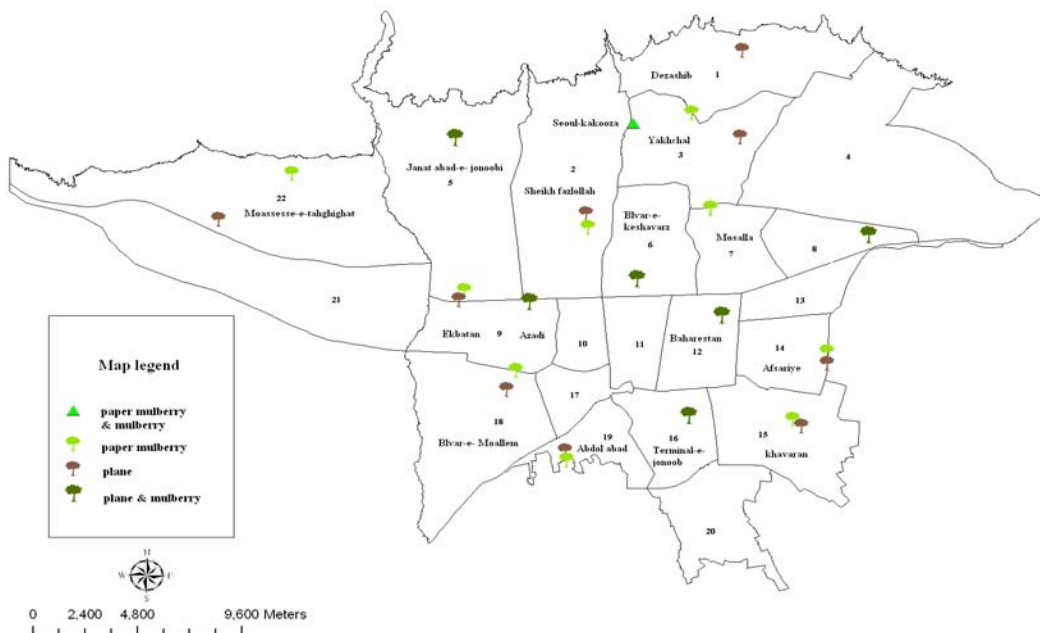 Dezashib 1
Seoul-kakooza
Yakhchal
3
4
2
Janat abad-e- jonoobi
5
Sheikh fazlollah
22
Moassesse-e-tahghighat
Blvar-e-
keshavarz
6
Mosalla
7
8
21
13
Ekbatan 9 Azadi
10
11
Baharestan
12
14
Afsariye
17
18
Blvar-e- Moallem
19
Abdol abad
16
Terminal-e-
jonoob
15
khavaran
20
Map legend
paper mulberry
& mulberry
paper mulberry
plane
plane & mulberry
N
W E
S
0 2,400 4,800 9,600 Meters